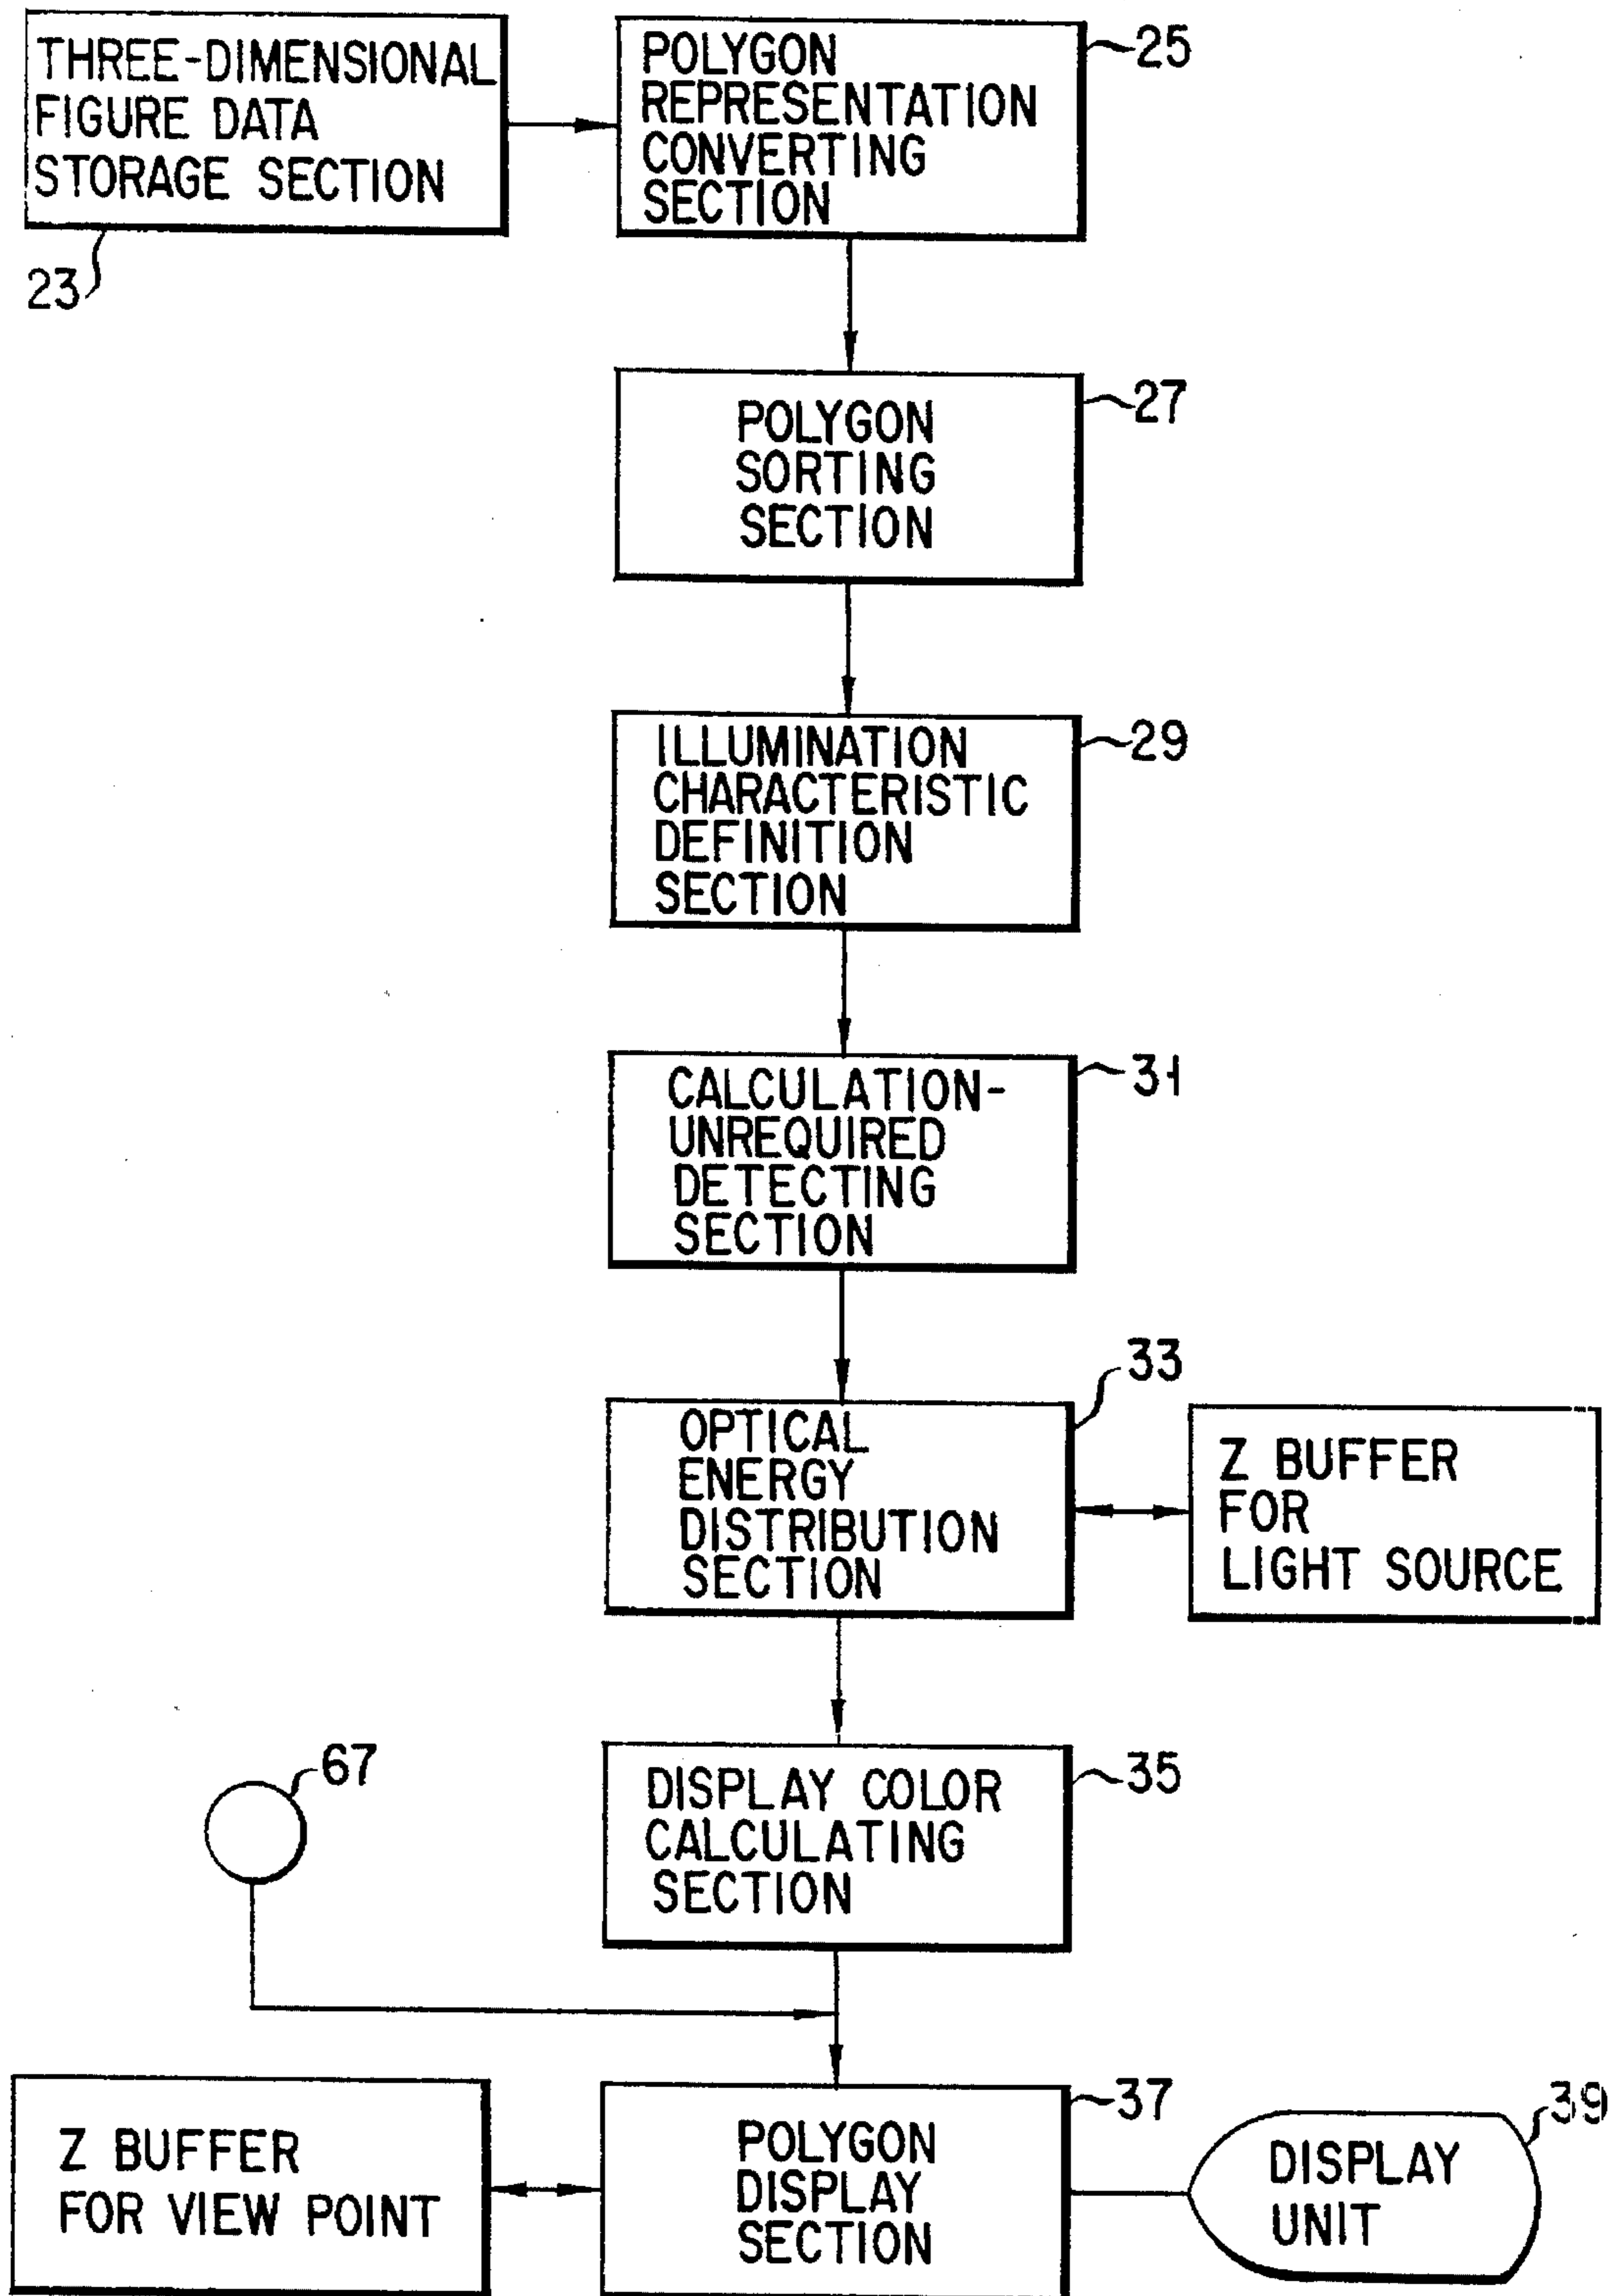 THREE-DIMENSIONAL
FIGURE DATA
STORAGE SECTION
23
POLYGON
REPRESENTATION
CONVERTING
SECTION
25
POLYGON
SORTING
SECTION
27
ILLUMINATION
CHARACTERISTIC
DEFINITION
SECTION
29
CALCULATION-
UNREQUIRED
DETECTING
SECTION
31
OPTICAL
ENERGY
DISTRIBUTION
SECTION
33
Z BUFFER
FOR
LIGHT SOURCE
67
DISPLAY COLOR
CALCULATING
SECTION
35
Z BUFFER
FOR VIEW POINT
POLYGON
DISPLAY
SECTION
37
DISPLAY
UNIT
39